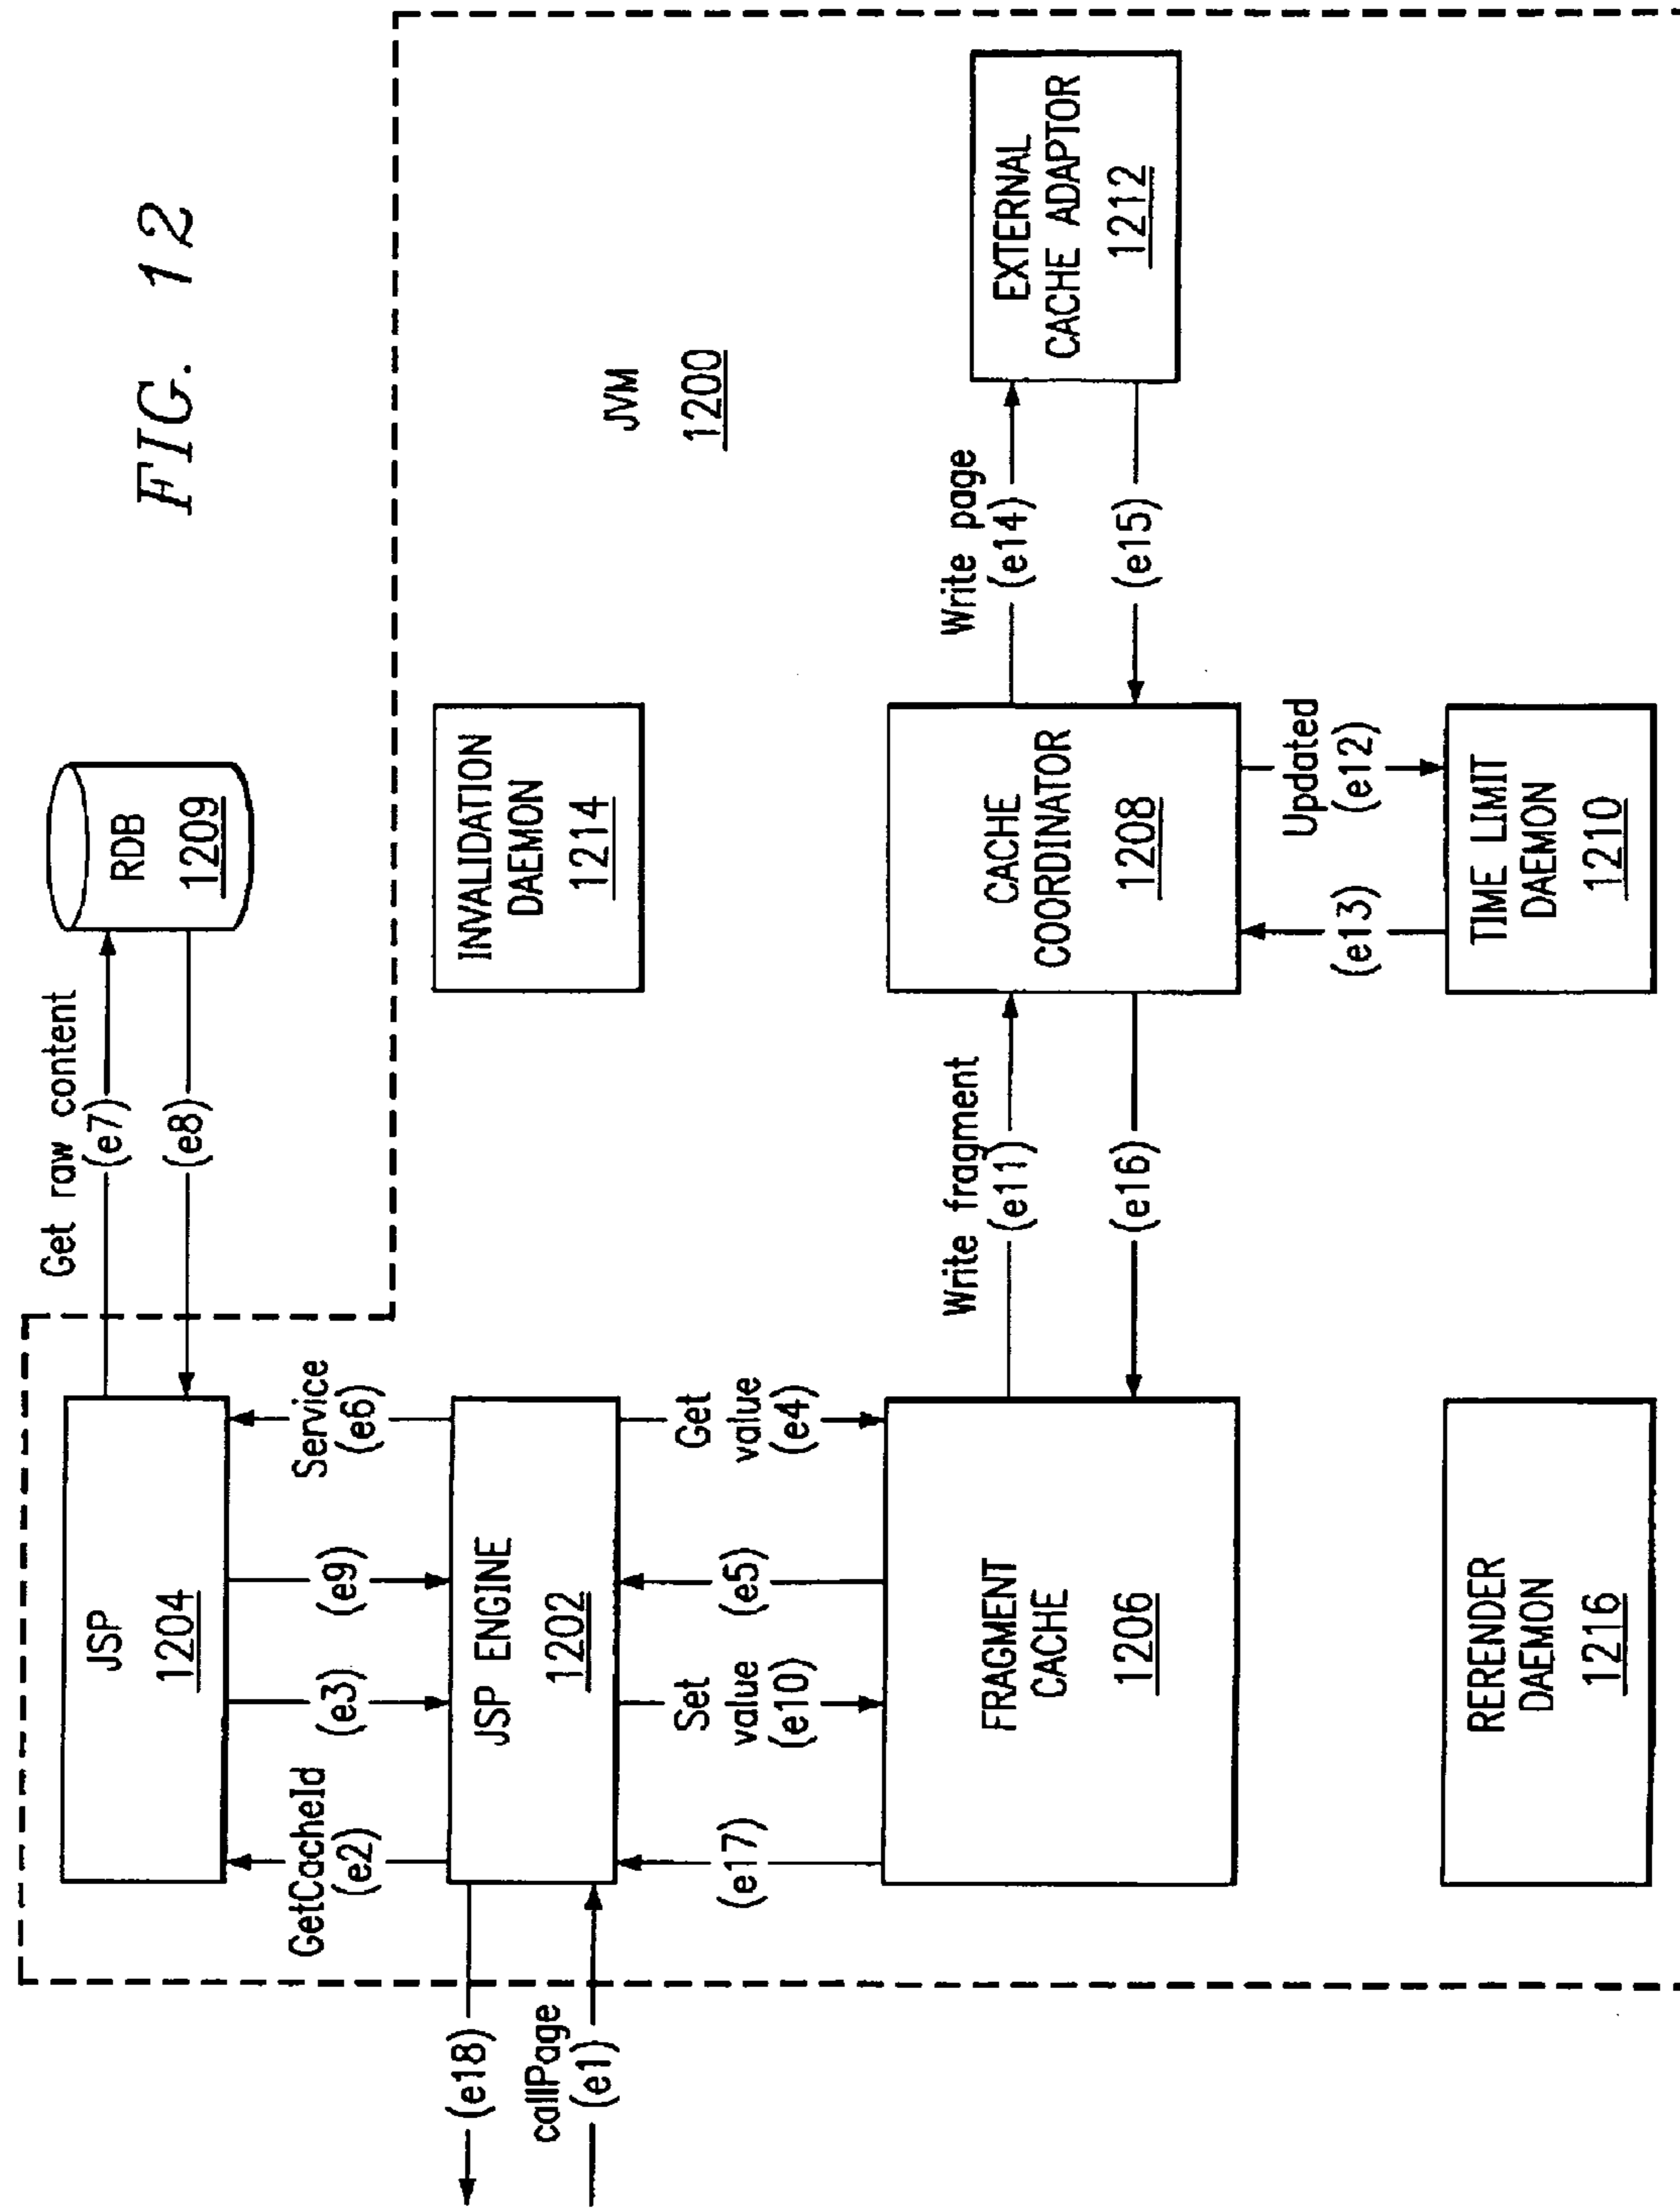 FIG. 12
JSP
1204
Get raw content
(e7)
(e8)
RDB
1209
GetCacheId
(e2)
(e3)
(e9)
Service
(e6)
(e18)
callPage
(e1)
JSP ENGINE
1202
INVALIDATION
DAEMON
1214
JVM
1200
(e17)
Set
value
(e10)
(e5)
Get
value
(e4)
FRAGMENT
CACHE
1206
Write fragment
(e11)
(e16)
CACHE
COORDINATOR
1208
Write page
(e14)
(e15)
EXTERNAL
CACHE ADAPTOR
1212
(e13)
Updated
(e12)
RERENDER
DAEMON
1216
TIME LIMIT
DAEMON
1210